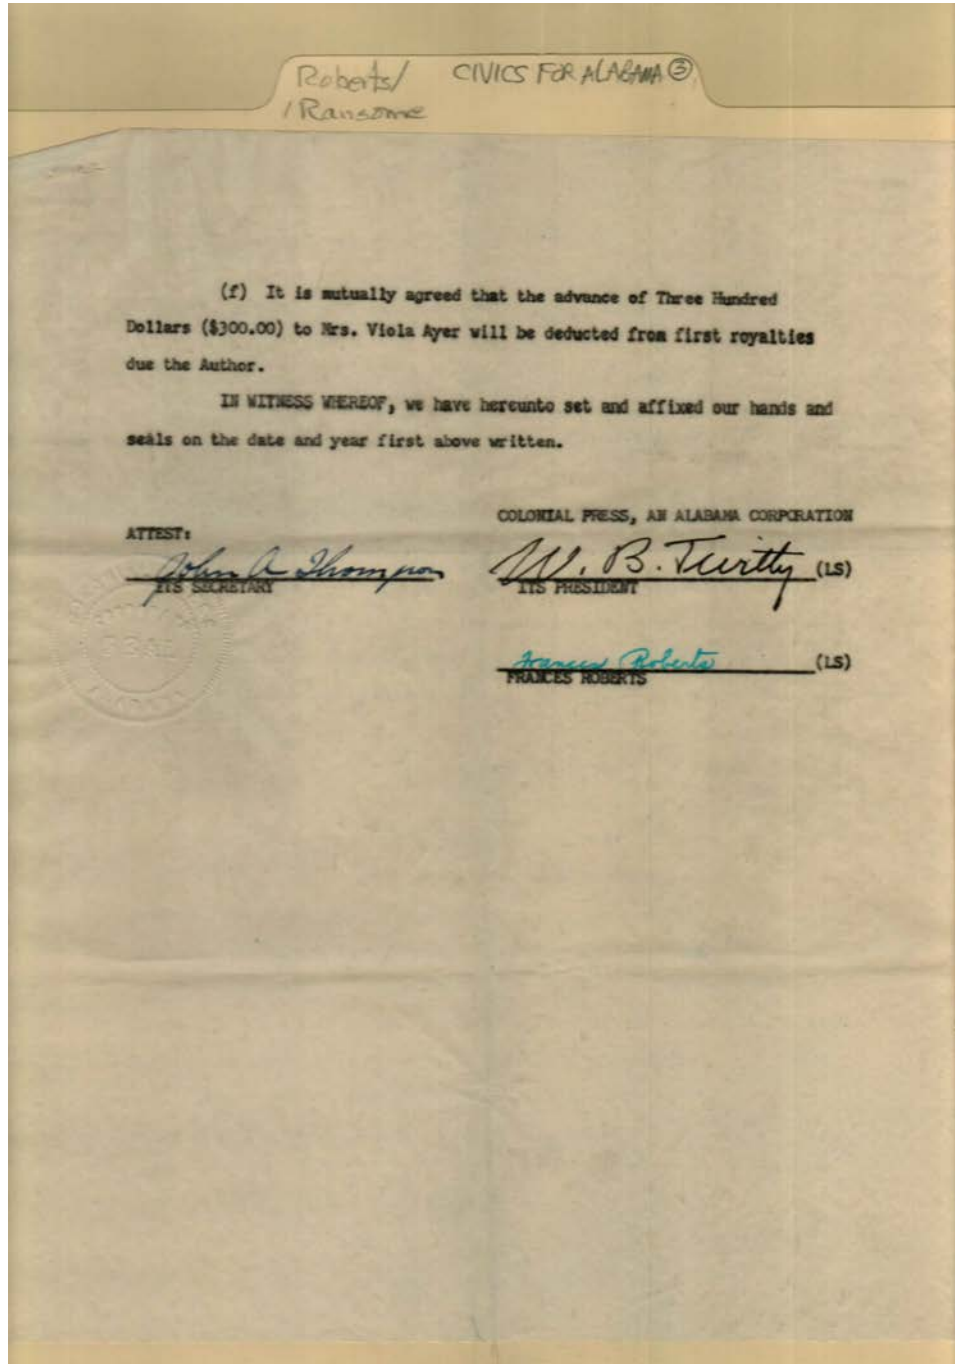 Roberts/ CIVICS FOR ALABAMA ③
/Ransome
(f) It is mutually agreed that the advance of Three Hundred
Dollars ($300.00) to Mrs. Viola Ayer will be deducted from first royalties
due the Author.
IN WITNESS WHEREOF, we have hereunto set and affixed our hands and
seals on the date and year first above written.
COLONIAL PRESS, AN ALABAMA CORPORATION
ATTEST:
John A Thompson W. B. Twitty (LS)
ITS SECRETARY ITS PRESIDENT
SEAL
Frances Roberts (LS)
FRANCES ROBERTS